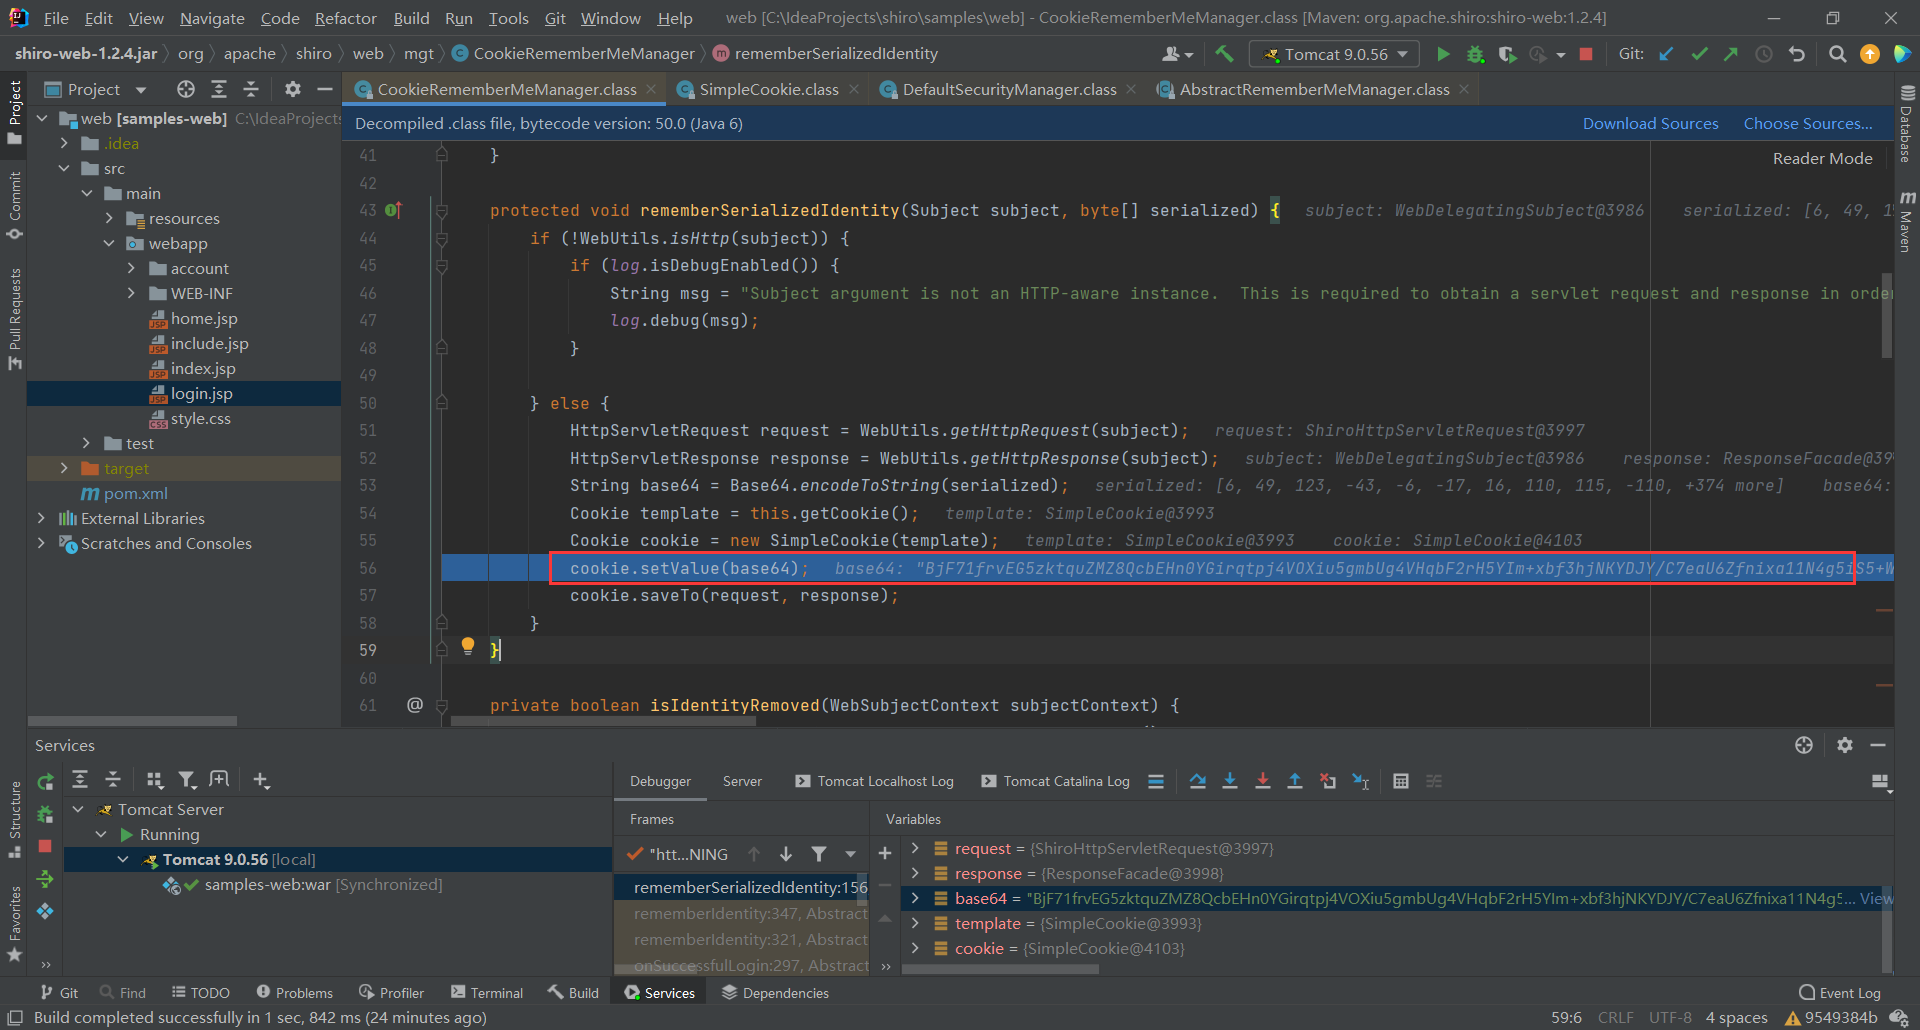 File Edit View Navigate Code Refactor Build Run Tools Git Window Help web [C:\IdeaProjects\shiro\samples\web] - CookieRememberMeManager.class [Maven: org.apache.shiro:shiro-web:1.2.4]
shiro-web-1.2.4.jar org apache shiro web mgt CookieRememberMeManager rememberSerializedIdentity Tomcat 9.0.56 Git:
Project CookieRememberMeManager.class SimpleCookie.class DefaultSecurityManager.class AbstractRememberMeManager.class
Project
Commit
Pull Requests
Structure
Favorites
Database
Maven
web [samples-web] C:\IdeaProjects
.idea
src
main
resources
webapp
account
WEB-INF
home.jsp
include.jsp
index.jsp
login.jsp
style.css
test
target
pom.xml
External Libraries
Scratches and Consoles
Decompiled .class file, bytecode version: 50.0 (Java 6) Download Sources Choose Sources...
Reader Mode
41 }
42
43 protected void rememberSerializedIdentity(Subject subject, byte[] serialized) { subject: WebDelegatingSubject@3986 serialized: [6, 49, 1
44 if (!WebUtils.isHttp(subject)) {
45 if (log.isDebugEnabled()) {
46 String msg = "Subject argument is not an HTTP-aware instance. This is required to obtain a servlet request and response in orde
47 log.debug(msg);
48 }
49
50 } else {
51 HttpServletRequest request = WebUtils.getHttpRequest(subject); request: ShiroHttpServletRequest@3997
52 HttpServletResponse response = WebUtils.getHttpResponse(subject); subject: WebDelegatingSubject@3986 response: ResponseFacade@39
53 String base64 = Base64.encodeToString(serialized); serialized: [6, 49, 123, -43, -6, -17, 16, 110, 115, -110, +374 more] base64:
54 Cookie template = this.getCookie(); template: SimpleCookie@3993
55 Cookie cookie = new SimpleCookie(template); template: SimpleCookie@3993 cookie: SimpleCookie@4103
56 cookie.setValue(base64); base64: "BjF71frvEG5zktquZMZ8QcbEHn0YGirqtpj4VOXiu5gmbUg4VHqbF2rH5YIm+xbf3hjNKYDJY/C7eaU6Zfnixa11N4g5iS5+W
57 cookie.saveTo(request, response);
58 }
59 }
60
61 @ private boolean isIdentityRemoved(WebSubjectContext subjectContext) {
Services
Tomcat Server
Running
Tomcat 9.0.56 [local]
samples-web:war [Synchronized]
Debugger Server Tomcat Localhost Log Tomcat Catalina Log
Frames
"htt...NING
rememberSerializedIdentity:156
rememberIdentity:347, Abstract
rememberIdentity:321, Abstract
onSuccessfulLogin:297, Abstract
Variables
request = {ShiroHttpServletRequest@3997}
response = {ResponseFacade@3998}
base64 = "BjF71frvEG5zktquZMZ8QcbEHn0YGirqtpj4VOXiu5gmbUg4VHqbF2rH5YIm+xbf3hjNKYDJY/C7eaU6Zfnixa11N4g5... View
template = {SimpleCookie@3993}
cookie = {SimpleCookie@4103}
Git Find TODO Problems Profiler Terminal Build Services Dependencies Event Log
Build completed successfully in 1 sec, 842 ms (24 minutes ago) 59:6 CRLF UTF-8 4 spaces 9549384b